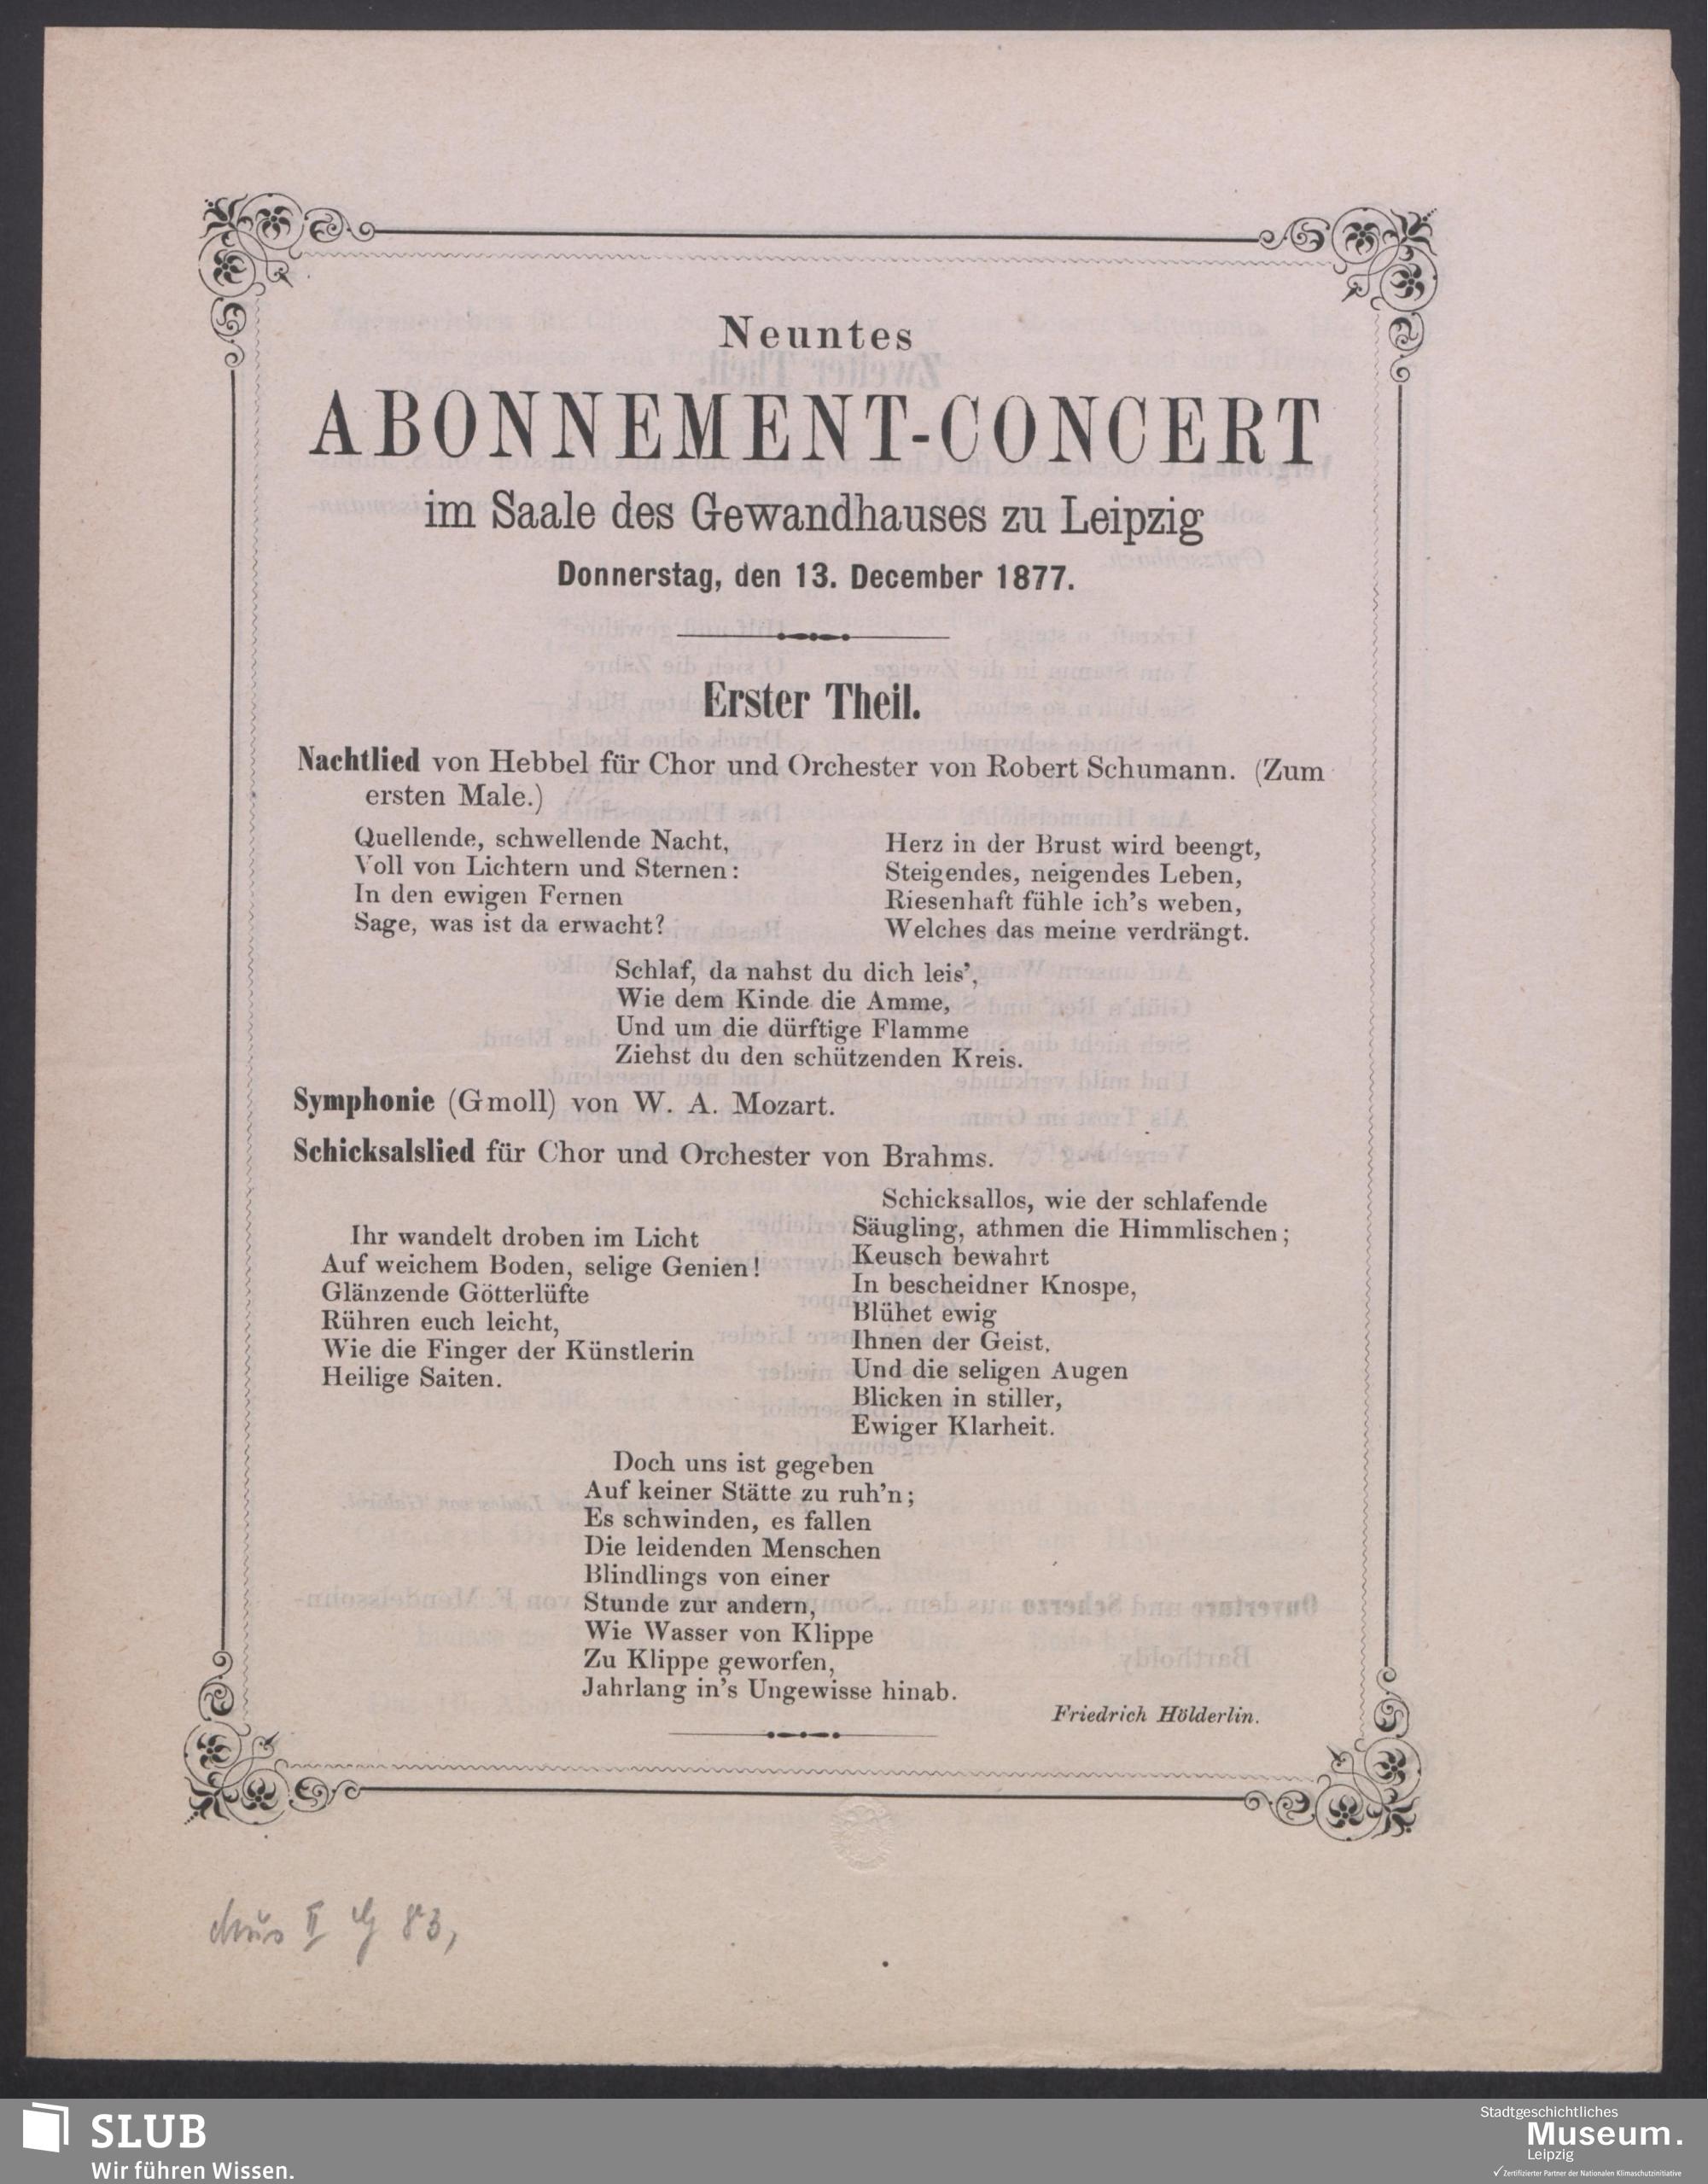 Neuntes
ABONNEMENT-CONCERT
im Saale des Gewandhauses zu Leipzig
Donnerstag, den 13. December 1877.
Erster Theil.
Nachtlied von Hebbel für Chor und Orchester von Robert Schumann. (Zum
ersten Male.)
Quellende, schwellende Nacht,
Voll von Lichtern und Sternen:
In den ewigen Fernen
Sage, was ist da erwacht?
Herz in der Brust wird beengt,
Steigendes, neigendes Leben,
Riesenhaft fühle ich's weben,
Welches das meine verdrängt.
Schlaf, da nahst du dich leis',
Wie dem Kinde die Amme,
Und um die dürftige Flamme
Ziehst du den schützenden Kreis.
Symphonie (Gmoll) von W. A. Mozart.
Schicksalslied für Chor und Orchester von Brahms.
Ihr wandelt droben im Licht
Auf weichem Boden, selige Genien!
Glänzende Götterlüfte
Rühren euch leicht,
Wie die Finger der Künstlerin
Heilige Saiten.
Schicksallos, wie der schlafende
Säugling, athmen die Himmlischen;
Keusch bewahrt
In bescheidner Knospe,
Blühet ewig
Ihnen der Geist,
Und die seligen Augen
Blicken in stiller,
Ewiger Klarheit.
Doch uns ist gegeben
Auf keiner Stätte zu ruh'n;
Es schwinden, es fallen
Die leidenden Menschen
Blindlings von einer
Stunde zur andern,
Wie Wasser von Klippe
Zu Klippe geworfen,
Jahrlang in's Ungewisse hinab.
Friedrich Hölderlin.
Mus II G 83,
SLUB
Wir führen Wissen.
Stadtgeschichtliches
Museum.
Leipzig
Zertifizierter Partner der Nationalen Klimaschutzinitiative